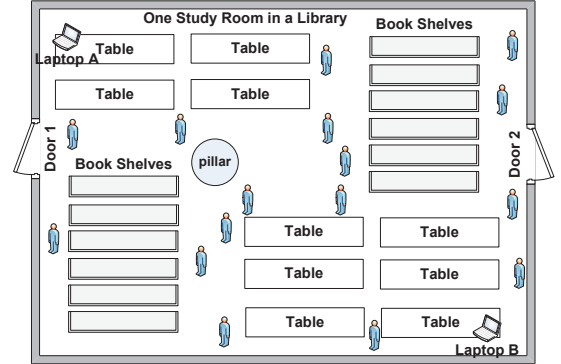 One Study Room in a Library
Book Shelves
Laptop A
Table
Table
Table
Table
Door 1
Book Shelves
pillar
Door 2
Table
Table
Table
Table
Table
Table
Laptop B